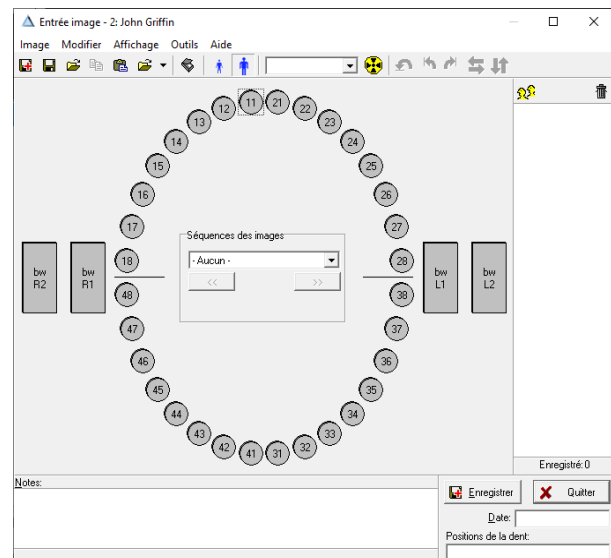 Entrée image - 2: John Griffin
Image Modifier Affichage Outils Aide
11 21
12 22
13 23
14 24
15 25
16 26
17 27
Séquences des images
- Aucun -
<< >>
18 28
bw R2
bw R1
bw L1
bw L2
48 38
47 37
46 36
45 35
44 34
43 33
42 32
41 31
Enregistré:0
Notes:
Enregistrer Quitter
Date:
Positions de la dent: